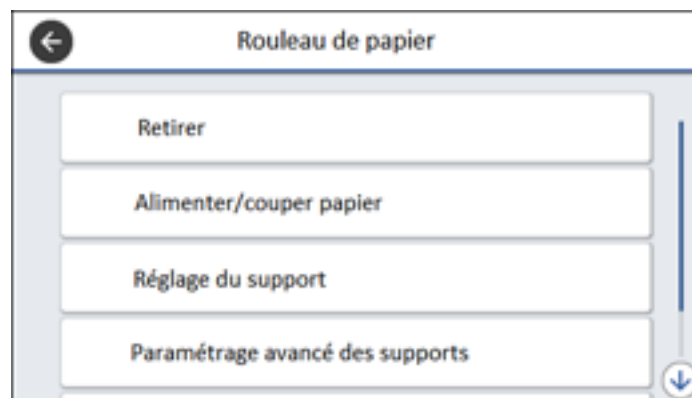 Rouleau de papier
Retirer
Alimenter/couper papier
Réglage du support
Paramétrage avancé des supports